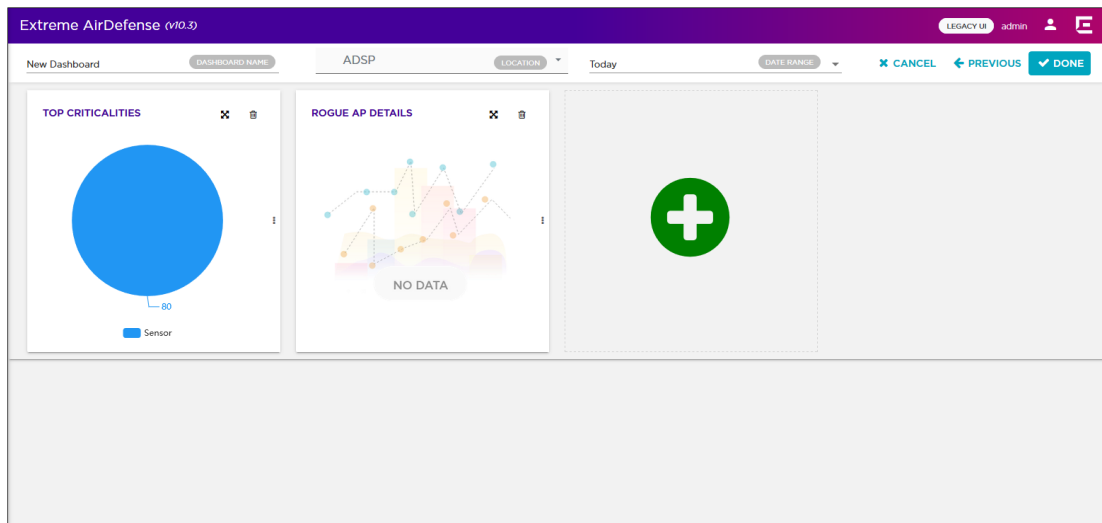 Extreme AirDefense (v10.3)
LEGACY UI admin
New Dashboard DASHBOARD NAME ADSP LOCATION Today DATE RANGE CANCEL PREVIOUS DONE
TOP CRITICALITIES
80
Sensor
ROGUE AP DETAILS
NO DATA